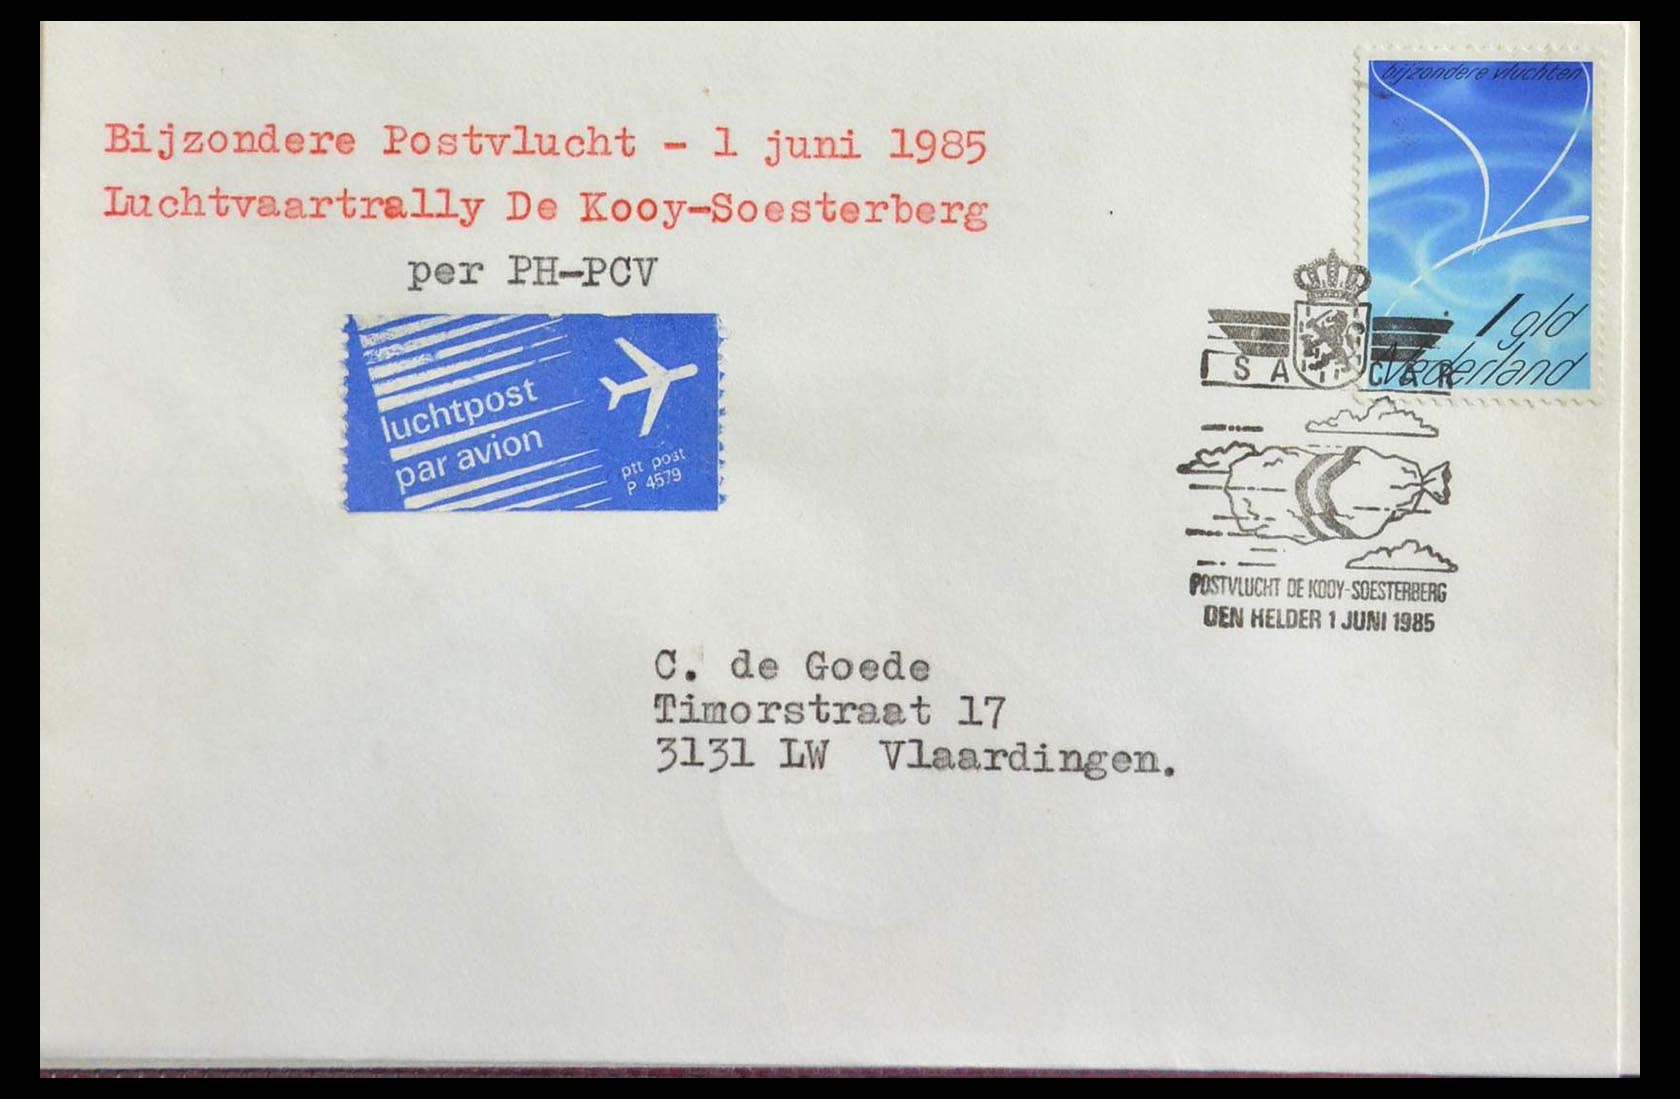 bijzondere vluchten
Bijzondere Postvlucht - 1 juni 1985
Luchtvaartrally De Kooy-Soesterberg
per PH-PCV
1 gld
Nederland
luchtpost
par avion
ptt post
P 4579
ISACCAR
POSTVLUCHT DE KOOY-SOESTERBERG
DEN HELDER 1 JUNI 1985
C. de Goede
Timorstraat 17
3131 LW Vlaardingen.